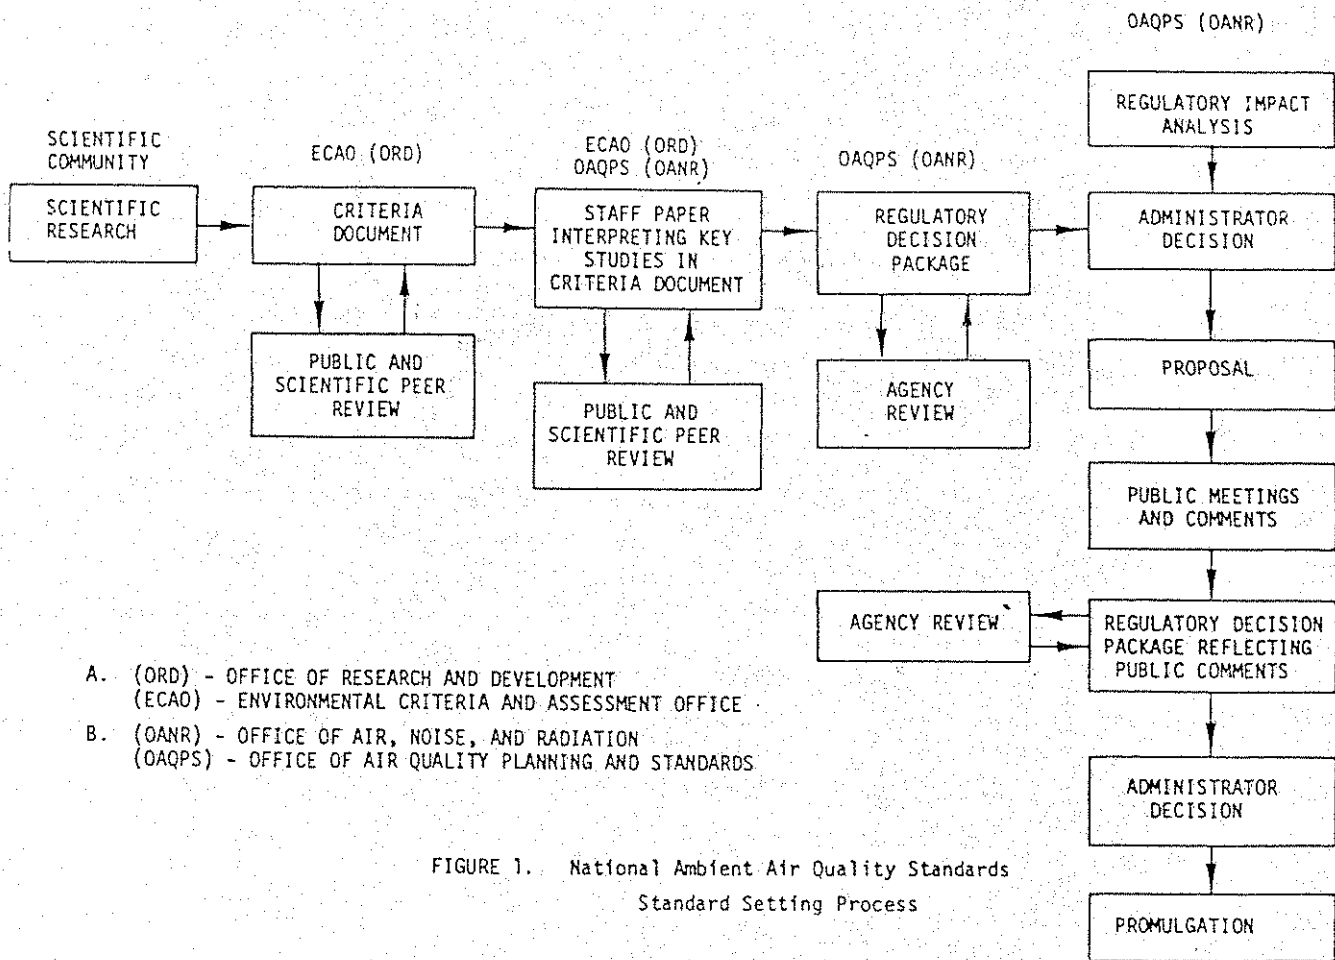 OAQPS (OANR)
REGULATORY IMPACT
ANALYSIS
SCIENTIFIC
COMMUNITY
SCIENTIFIC
RESEARCH
ECAO (ORD)
CRITERIA
DOCUMENT
PUBLIC AND
SCIENTIFIC PEER
REVIEW
ECAO (ORD)
OAQPS (OANR)
STAFF PAPER
INTERPRETING KEY
STUDIES IN
CRITERIA DOCUMENT
PUBLIC AND
SCIENTIFIC PEER
REVIEW
OAQPS (OANR)
REGULATORY
DECISION
PACKAGE
AGENCY
REVIEW
ADMINISTRATOR
DECISION
PROPOSAL
PUBLIC MEETINGS
AND COMMENTS
AGENCY REVIEW
REGULATORY DECISION
PACKAGE REFLECTING
PUBLIC COMMENTS
ADMINISTRATOR
DECISION
PROMULGATION
A. (ORD) - OFFICE OF RESEARCH AND DEVELOPMENT
(ECAO) - ENVIRONMENTAL CRITERIA AND ASSESSMENT OFFICE
B. (OANR) - OFFICE OF AIR, NOISE, AND RADIATION
(OAQPS) - OFFICE OF AIR QUALITY PLANNING AND STANDARDS
FIGURE 1. National Ambient Air Quality Standards
Standard Setting Process